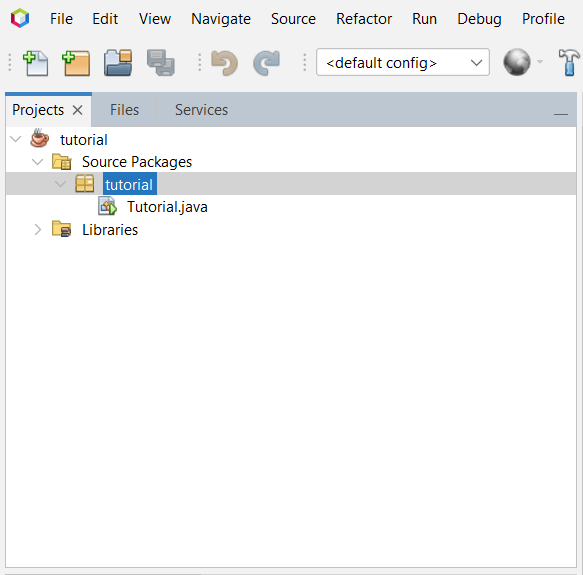 File Edit View Navigate Source Refactor Run Debug Profile
<default config>
Projects Files Services
tutorial
Source Packages
tutorial
Tutorial.java
Libraries